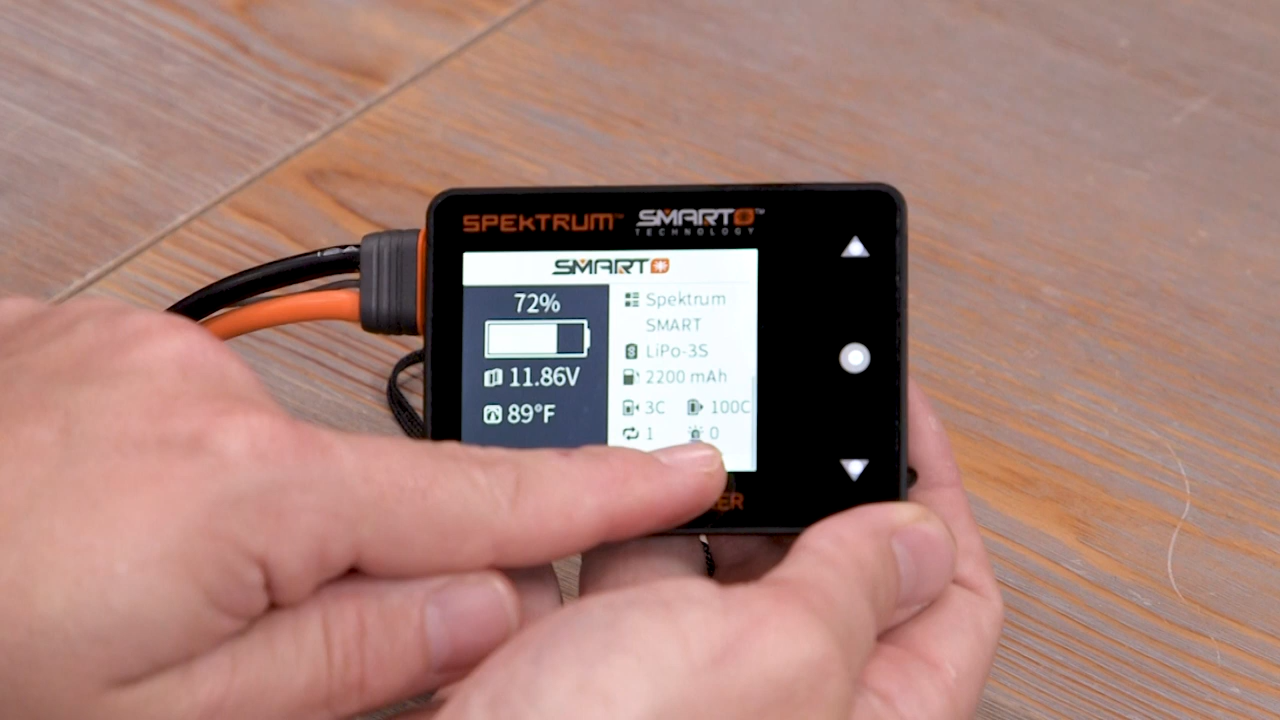 SPEKTRUM™ SMART™
TECHNOLOGY
SMART
72%
11.86V
89°F
Spektrum
SMART
LiPo-3S
2200 mAh
3C 100C
1 0